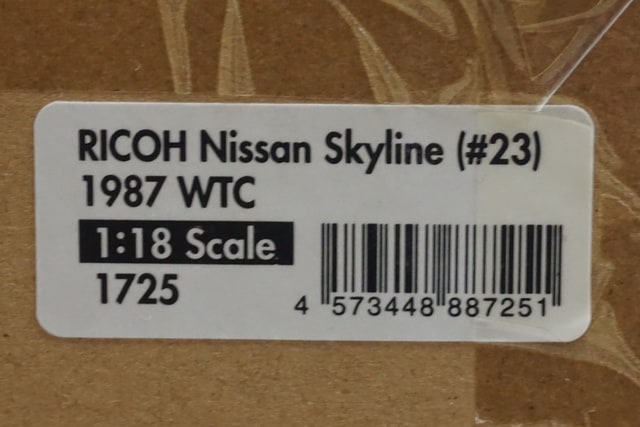 RICOH Nissan Skyline (#23)
1987 WTC
1:18 Scale
1725
4 573448 887251